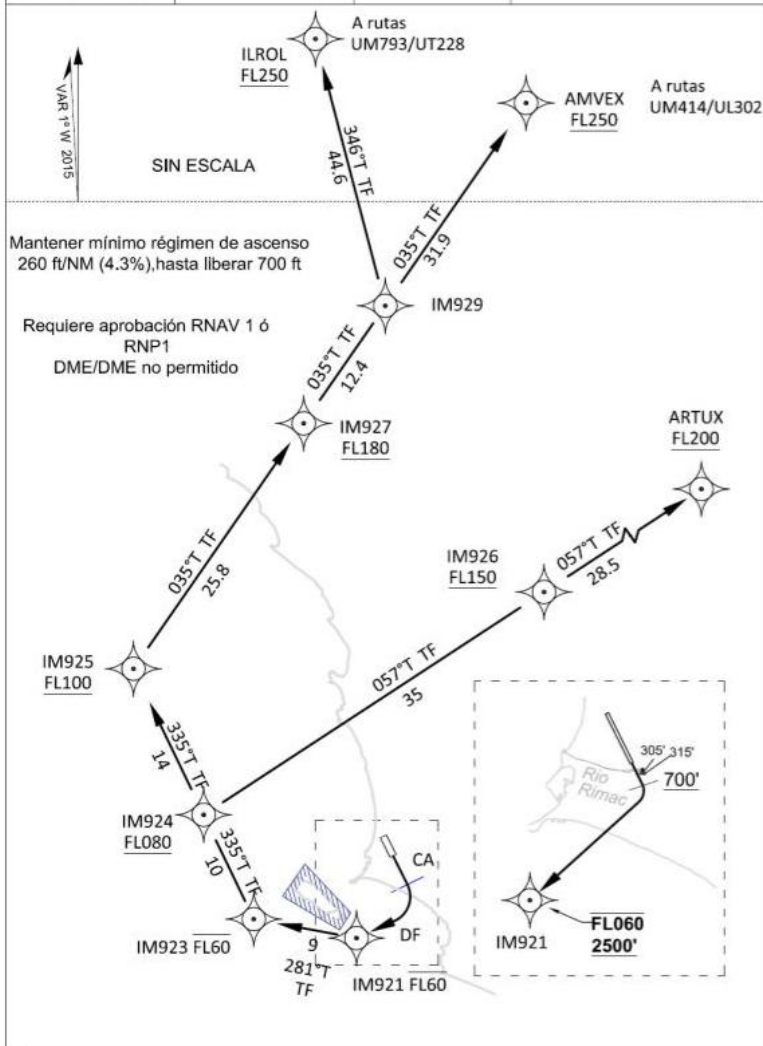 A rutas
UM793/UT228
ILROL
FL250
A rutas
UM414/UL302
AMVEX
FL250
VAR 1º W 2015
SIN ESCALA
346°T TF
44.6
035°T TF
31.9
Mantener mínimo régimen de ascenso
260 ft/NM (4.3%),hasta liberar 700 ft
IM929
Requiere aprobación RNAV 1 ó
RNP1
DME/DME no permitido
035°T TF
12.4
IM927
FL180
ARTUX
FL200
035°T TF
25.8
IM926
FL150
057°T TF
28.5
IM925
FL100
057°T TF
35
335°T TF
14
305' 315'
700'
Rio
Rimac
IM924
FL080
335°T TF
10
CA
IM921
FL060
2500'
IM923 FL60
9
281°T
TF
DF
IM921 FL60